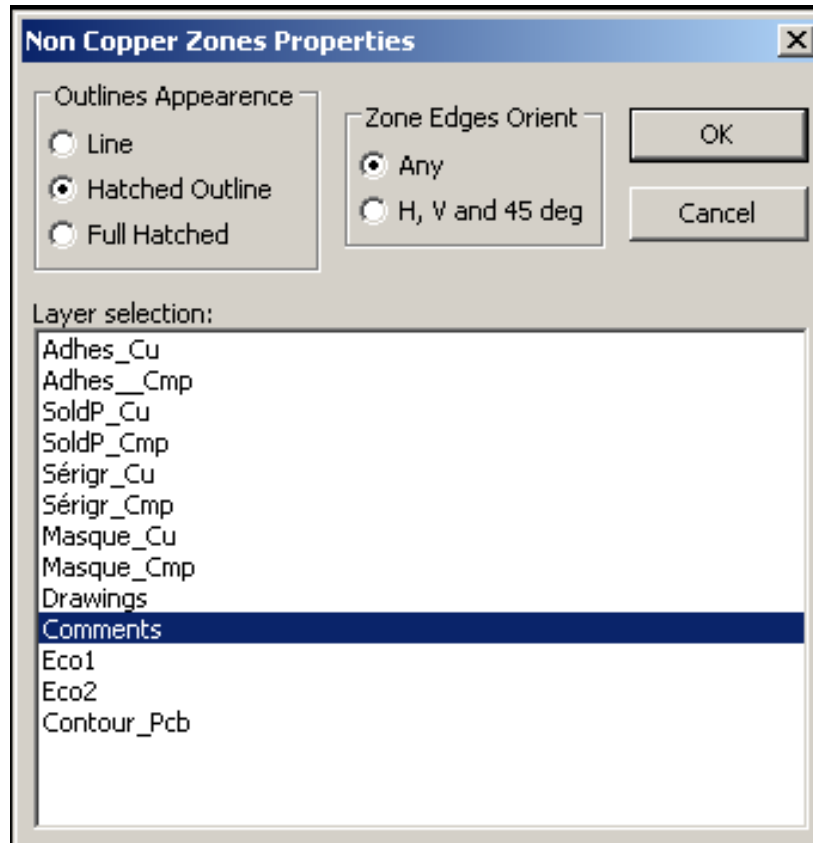 Non Copper Zones Properties
Outlines Appearence
Line
Hatched Outline
Full Hatched
Zone Edges Orient
Any
H, V and 45 deg
OK
Cancel
Layer selection:
Adhes_Cu
Adhes__Cmp
SoldP_Cu
SoldP_Cmp
Sérigr_Cu
Sérigr_Cmp
Masque_Cu
Masque_Cmp
Drawings
Comments
Eco1
Eco2
Contour_Pcb